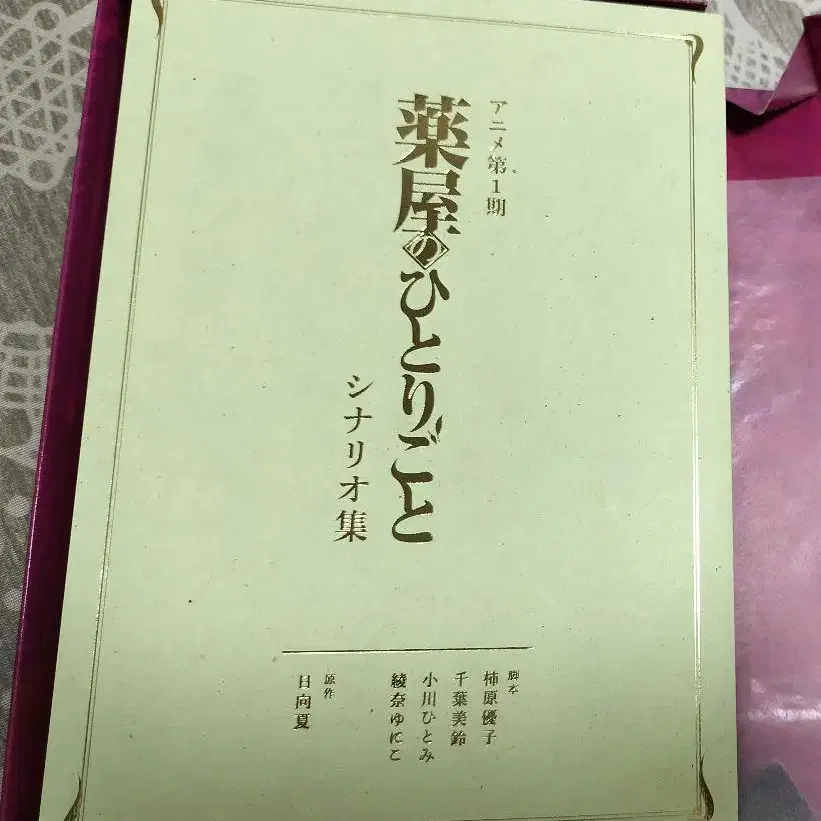 アニメ第1期
薬屋のひとりごと
シナリオ集
脚本
柿原優子
千葉美鈴
小川ひとみ
綾奈ゆにこ
原作
日向夏